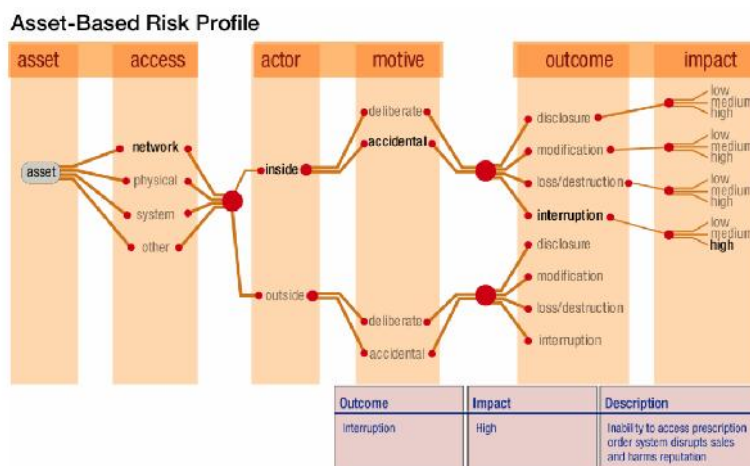 Asset-Based Risk Profile
asset access actor motive outcome impact
asset
network
physical
system
other
inside
outside
deliberate
accidental
deliberate
accidental
disclosure
modification
loss/destruction
interruption
disclosure
modification
loss/destruction
interruption
low
medium
high
low
medium
high
low
medium
high
low
medium
high
Outcome Impact Description
Interruption High Inability to access prescription
order system disrupts sales
and harms reputation